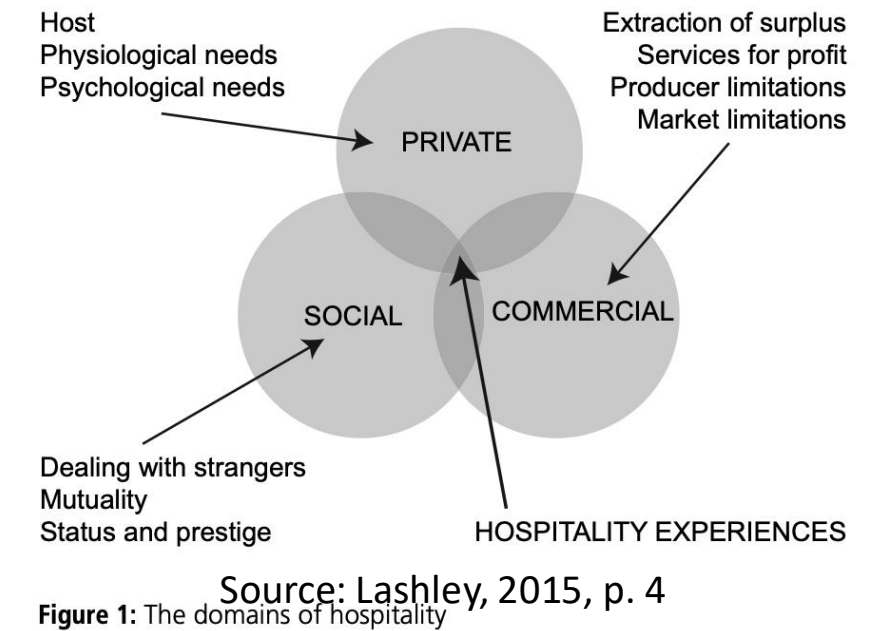 Host
Physiological needs
Psychological needs
Extraction of surplus
Services for profit
Producer limitations
Market limitations
PRIVATE
SOCIAL
COMMERCIAL
Dealing with strangers
Mutuality
Status and prestige
HOSPITALITY EXPERIENCES
Source: Lashley, 2015, p. 4
Figure 1: The domains of hospitality